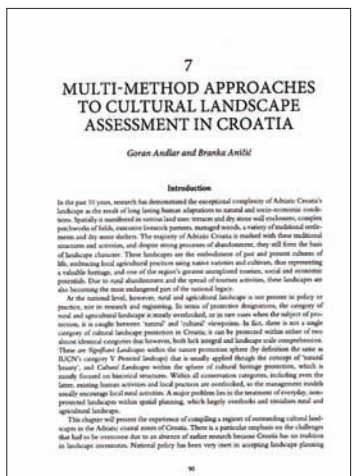 7
MULTI-METHOD APPROACHES
TO CULTURAL LANDSCAPE
ASSESSMENT IN CROATIA
Goran Andlar and Branka Aničić
Introduction
In the past 10 years, research has demonstrated the exceptional complexity of Adriatic Croatia's
landscape as the result of long lasting human adaptations to natural and socio-economic condi-
tions. Spatially it manifested in various land uses: terraces and dry stone wall enclosures, complex
patchworks of fields, extensive livestock pastures, managed woods, a variety of traditional settle-
ments and dry stone shelters. The majority of Adriatic Croatia is marked with these traditional
structures and activities, and despite strong processes of abandonment, they still form the basis
of landscape character. These landscapes are the embodiment of past and present cultures of
life, embracing local agricultural practices using native varieties and cultivars, thus representing
a valuable heritage, and one of the region's greatest unexplored tourism, social and economic
potentials. Due to rural abandonment and the spread of tourism activities, these landscapes are
also becoming the most endangered part of the national legacy.
At the national level, however, rural and agricultural landscape is not present in policy or
practice, nor in research and registering. In terms of protective designations, the category of
rural and agricultural landscape is mostly overlooked, or in rare cases when the subject of pro-
tection, it is caught between 'natural' and 'cultural' viewpoints. In fact, there is not a single
category of cultural landscape protection in Croatia; it can be protected within either of two
almost identical categories that however, both lack integral and landscape scale comprehension.
These are Significant Landscapes within the nature protection sphere (by definition the same as
IUCN's category V Protected landscape) that is usually applied through the concept of 'natural
beauty', and Cultural Landscapes within the sphere of cultural heritage protection, which is
mostly focused on historical structures. Within all conservation categories, including even the
latter, existing human activities and local practices are overlooked, so the management models
usually encourage local rural activities. A major problem lies in the treatment of everyday, non-
protected landscapes within spatial planning, which largely overlooks and trivialises rural and
agricultural landscape.
This chapter will present the experience of compiling a register of outstanding cultural land-
scapes in the Adriatic coastal zones of Croatia. There is a particular emphasis on the challenges
that had to be overcome due to an absence of earlier research because Croatia has no tradition
in landscape inventories. National policy has been very inert in accepting landscape planning
90